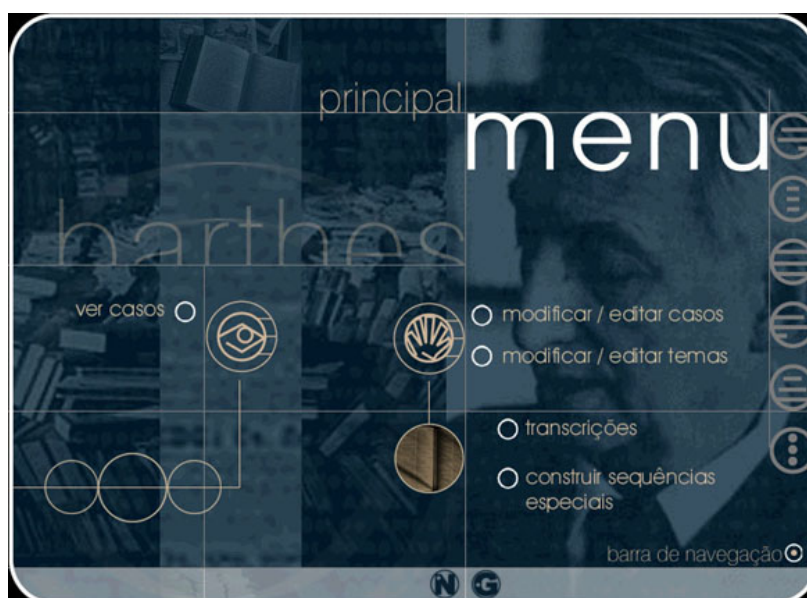 principal
menu
barthes
ver casos
modificar / editar casos
modificar / editar temas
transcrições
construir sequências
especiais
barra de navegação
N G